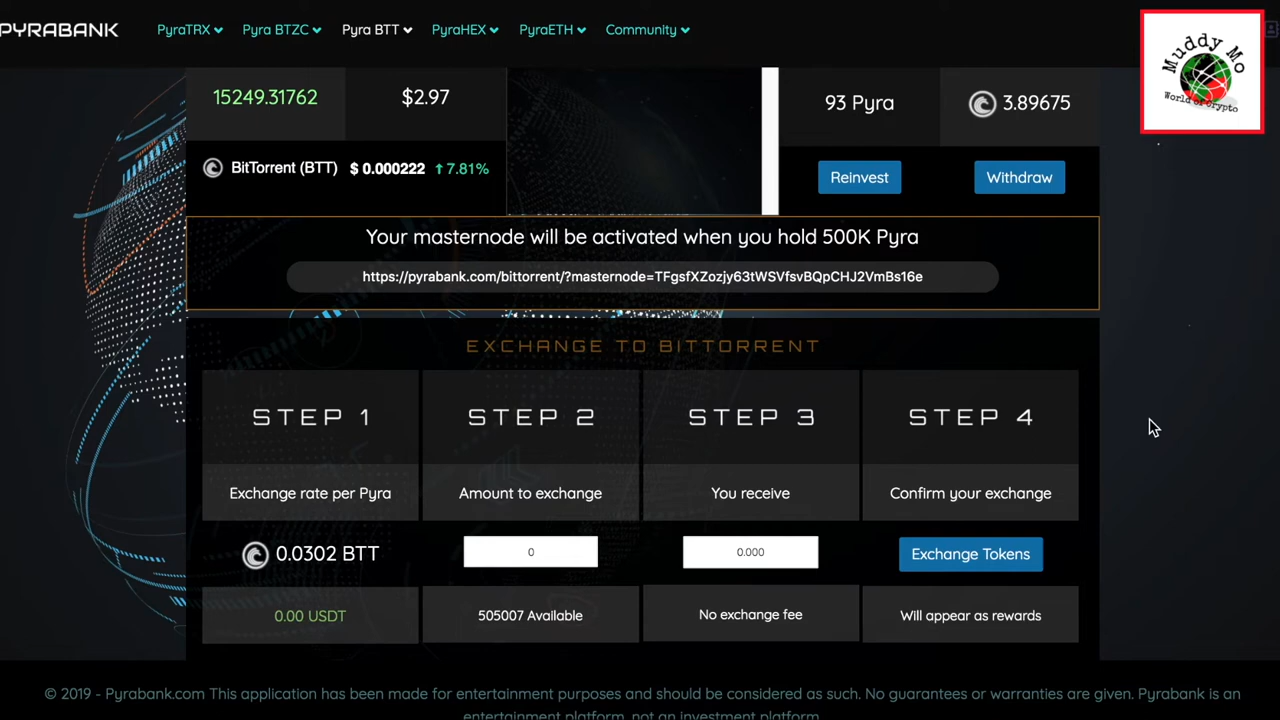 PYRABANK
PyraTRX
Pyra BTZC
Pyra BTT
PyraHEX
PyraETH
Community
Muddy Mo
World of Crypto
15249.31762
$2.97
93 Pyra
3.89675
BitTorrent (BTT) $ 0.000222 ↑ 7.81%
Reinvest
Withdraw
Your masternode will be activated when you hold 500K Pyra
https://pyrabank.com/bittorrent/?masternode=TFgsfXZozjy63tWSVfsvBQpCHJ2VmBs16e
EXCHANGE TO BITTORRENT
STEP 1
STEP 2
STEP 3
STEP 4
Exchange rate per Pyra
Amount to exchange
You receive
Confirm your exchange
0.0302 BTT
0
0.000
Exchange Tokens
0.00 USDT
505007 Available
No exchange fee
Will appear as rewards
© 2019 - Pyrabank.com This application has been made for entertainment purposes and should be considered as such. No guarantees or warranties are given. Pyrabank is an
entertainment platform, not an investment platform.